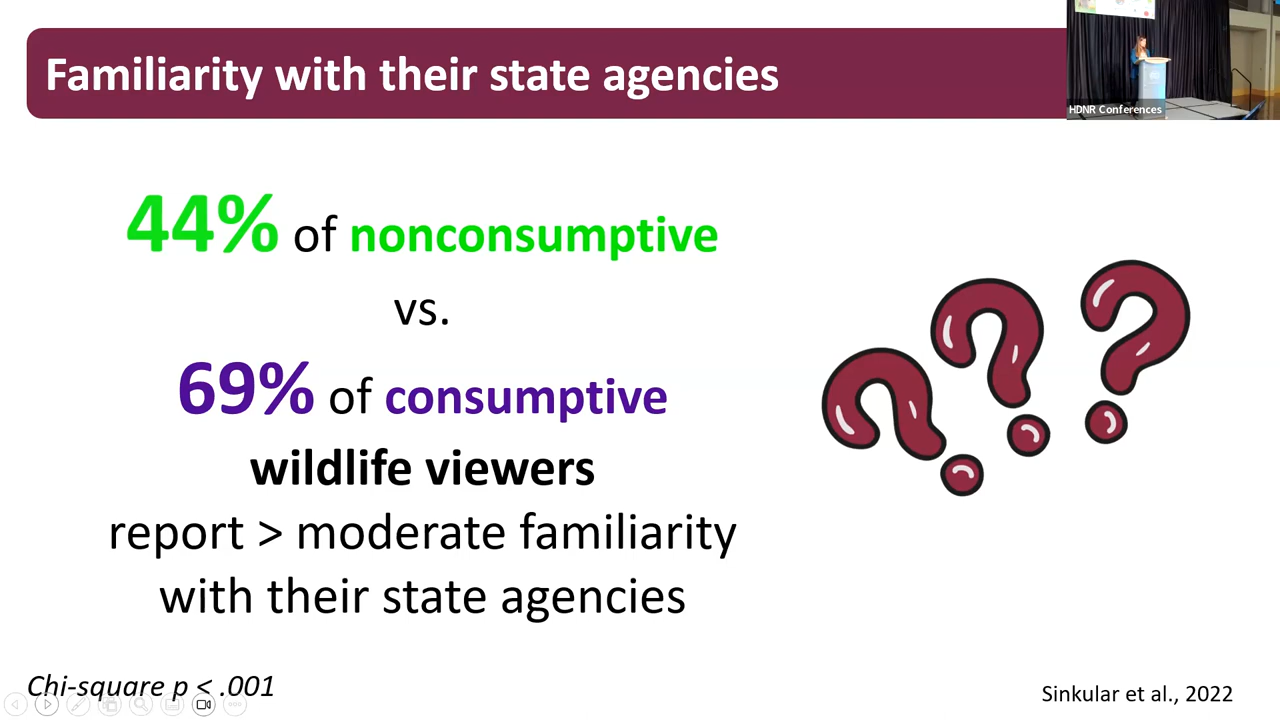 Familiarity with their state agencies
HDNR Conferences
44% of nonconsumptive
vs.
69% of consumptive
wildlife viewers
report > moderate familiarity
with their state agencies
Chi-square p < .001
Sinkular et al., 2022